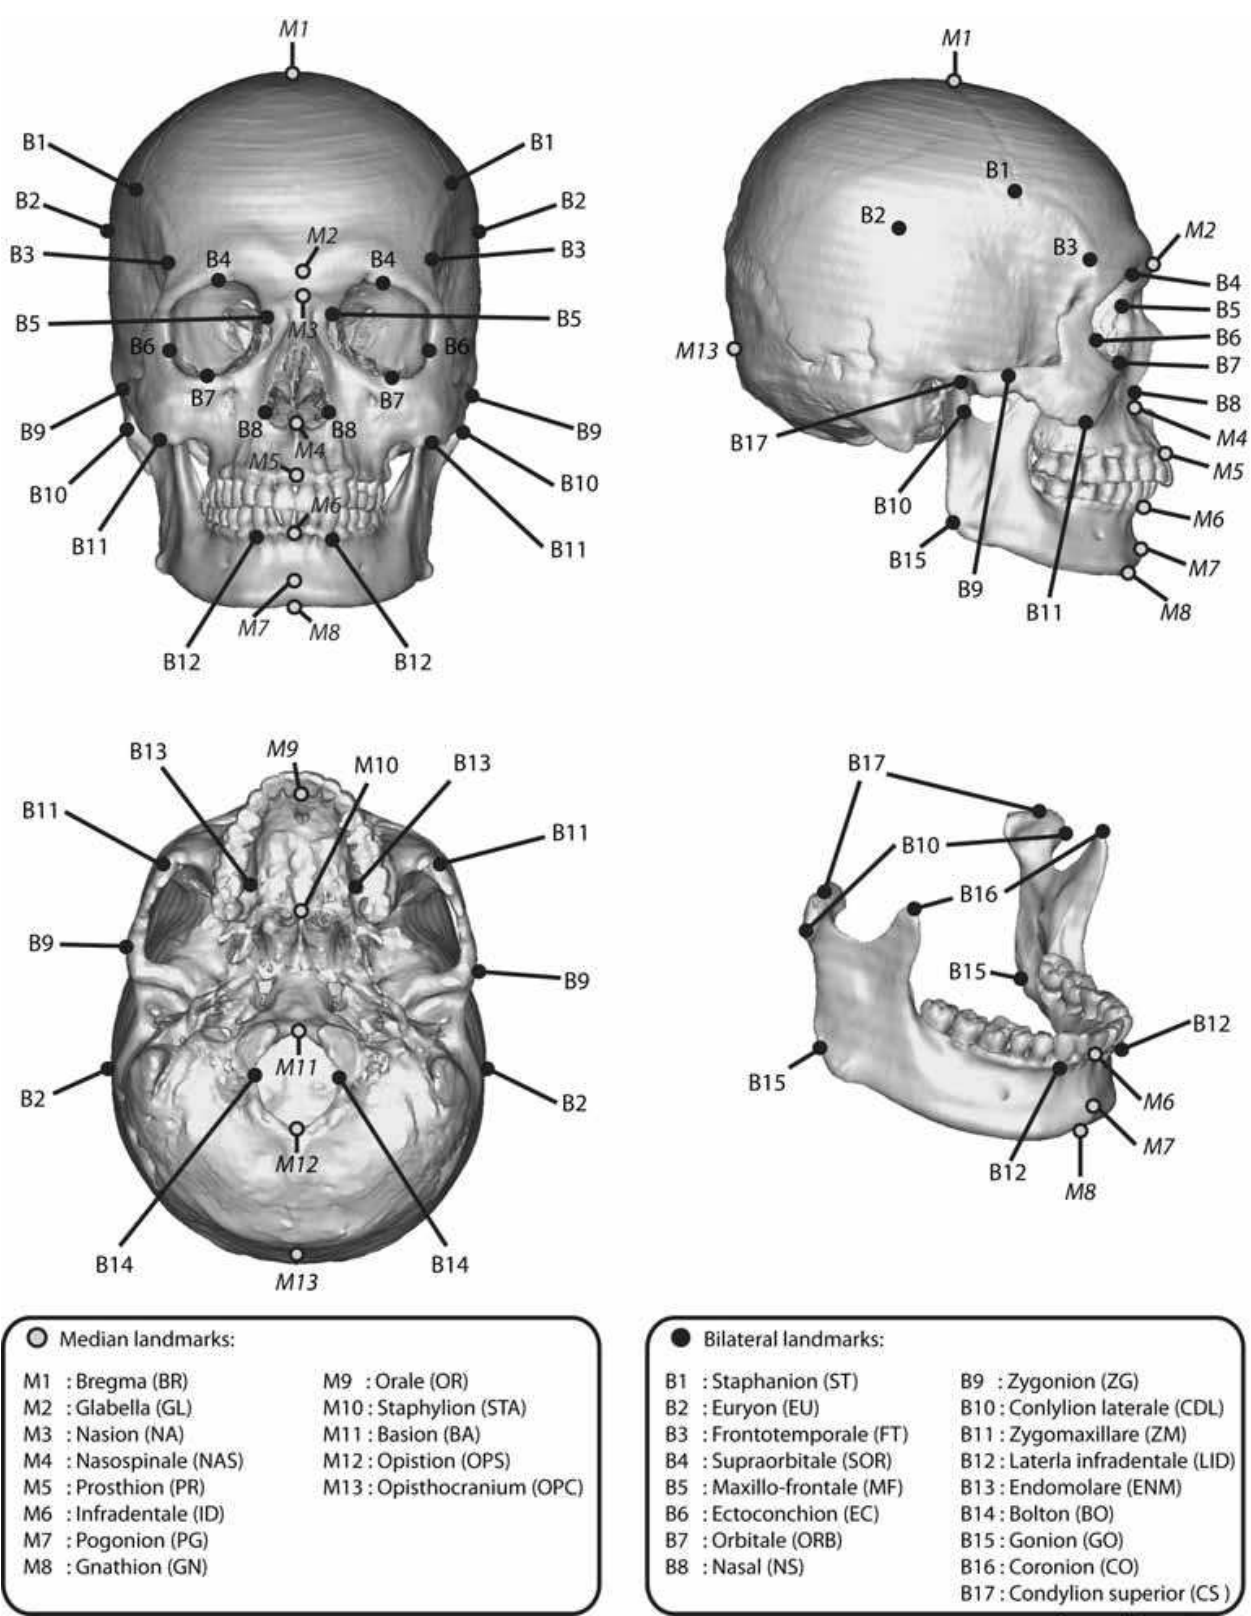 M1
B1
B1
B2
B2
B3
M2
B3
B4
B4
B5
M3
B5
B6
B6
B7
B7
B9
B8
M4
B8
B9
M5
B10
M6
B10
B11
B11
M7
M8
B12
B12
M1
B1
B2
M2
B3
B4
B5
B6
M13
B7
B8
B17
M4
M5
B10
M6
B15
M7
B9
B11
M8
B13
M9
M10
B13
B11
B11
B9
B9
M11
B2
B2
M12
B14
B14
M13
B17
B10
B16
B15
B12
B15
M6
M7
B12
M8
Median landmarks:
M1 : Bregma (BR)
M2 : Glabella (GL)
M3 : Nasion (NA)
M4 : Nasospinale (NAS)
M5 : Prosthion (PR)
M6 : Infradentale (ID)
M7 : Pogonion (PG)
M8 : Gnathion (GN)
M9 : Orale (OR)
M10 : Staphylion (STA)
M11 : Basion (BA)
M12 : Opistion (OPS)
M13 : Opisthocranium (OPC)
Bilateral landmarks:
B1 : Staphanion (ST)
B2 : Euryon (EU)
B3 : Frontotemporale (FT)
B4 : Supraorbitale (SOR)
B5 : Maxillo-frontale (MF)
B6 : Ectoconchion (EC)
B7 : Orbitale (ORB)
B8 : Nasal (NS)
B9 : Zygonion (ZG)
B10 : Conlylion laterale (CDL)
B11 : Zygomaxillare (ZM)
B12 : Laterla infradentale (LID)
B13 : Endomolare (ENM)
B14 : Bolton (BO)
B15 : Gonion (GO)
B16 : Coronion (CO)
B17 : Condylion superior (CS )